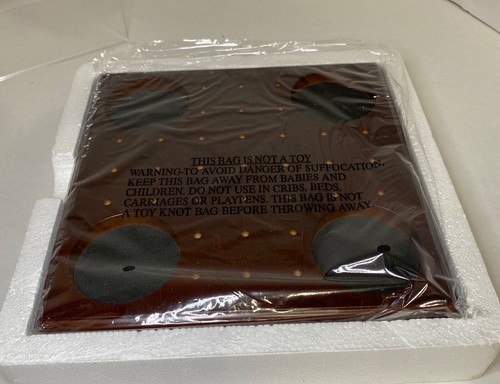 THIS BAG IS NOT A TOY
WARNING-TO AVOID DANGER OF SUFFOCATION,
KEEP THIS BAG AWAY FROM BABIES AND
CHILDREN. DO NOT USE IN CRIBS, BEDS,
CARRIAGES OR PLAYPENS. THIS BAG IS NOT
A TOY KNOT BAG BEFORE THROWING AWAY